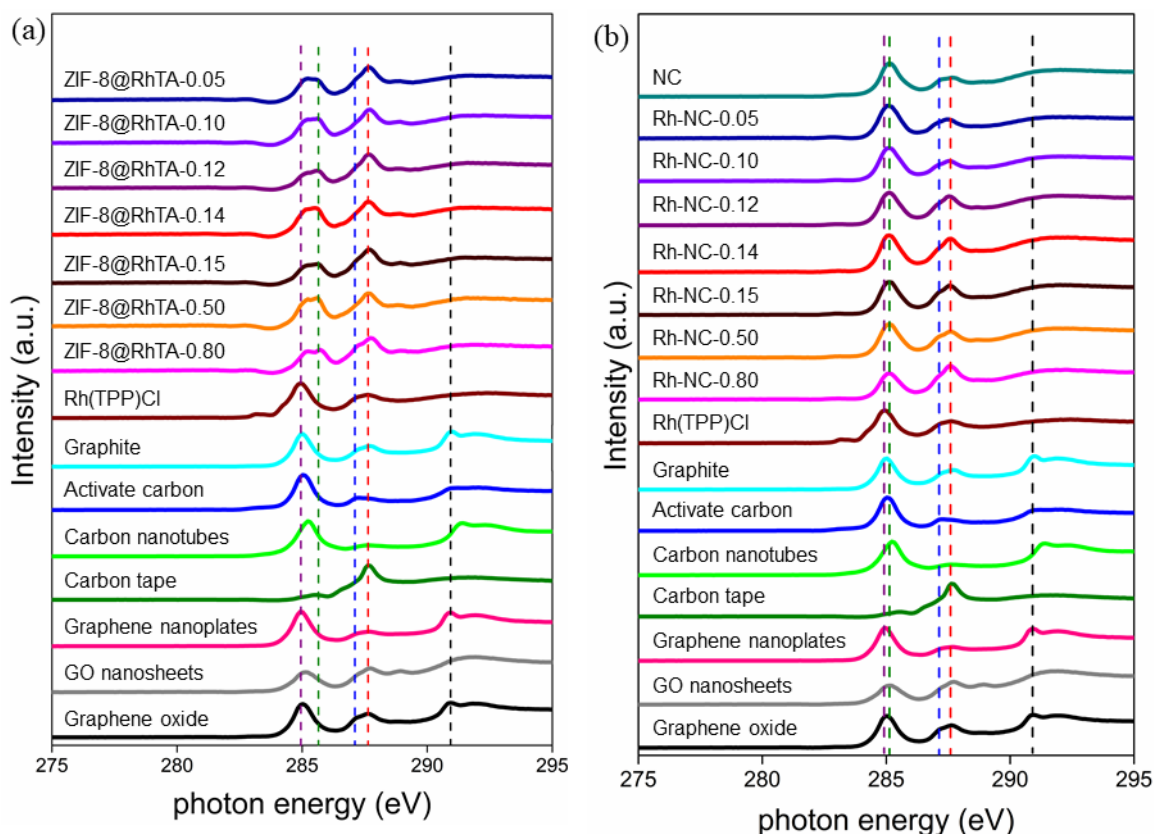 (a)
ZIF-8@RhTA-0.05
ZIF-8@RhTA-0.10
ZIF-8@RhTA-0.12
ZIF-8@RhTA-0.14
ZIF-8@RhTA-0.15
ZIF-8@RhTA-0.50
ZIF-8@RhTA-0.80
Rh(TPP)Cl
Graphite
Activate carbon
Carbon nanotubes
Carbon tape
Graphene nanoplates
GO nanosheets
Graphene oxide
Intensity (a.u.)
275 280 285 290 295
photon energy (eV)
(b)
NC
Rh-NC-0.05
Rh-NC-0.10
Rh-NC-0.12
Rh-NC-0.14
Rh-NC-0.15
Rh-NC-0.50
Rh-NC-0.80
Rh(TPP)Cl
Graphite
Activate carbon
Carbon nanotubes
Carbon tape
Graphene nanoplates
GO nanosheets
Graphene oxide
Intensity (a.u.)
275 280 285 290 295
photon energy (eV)